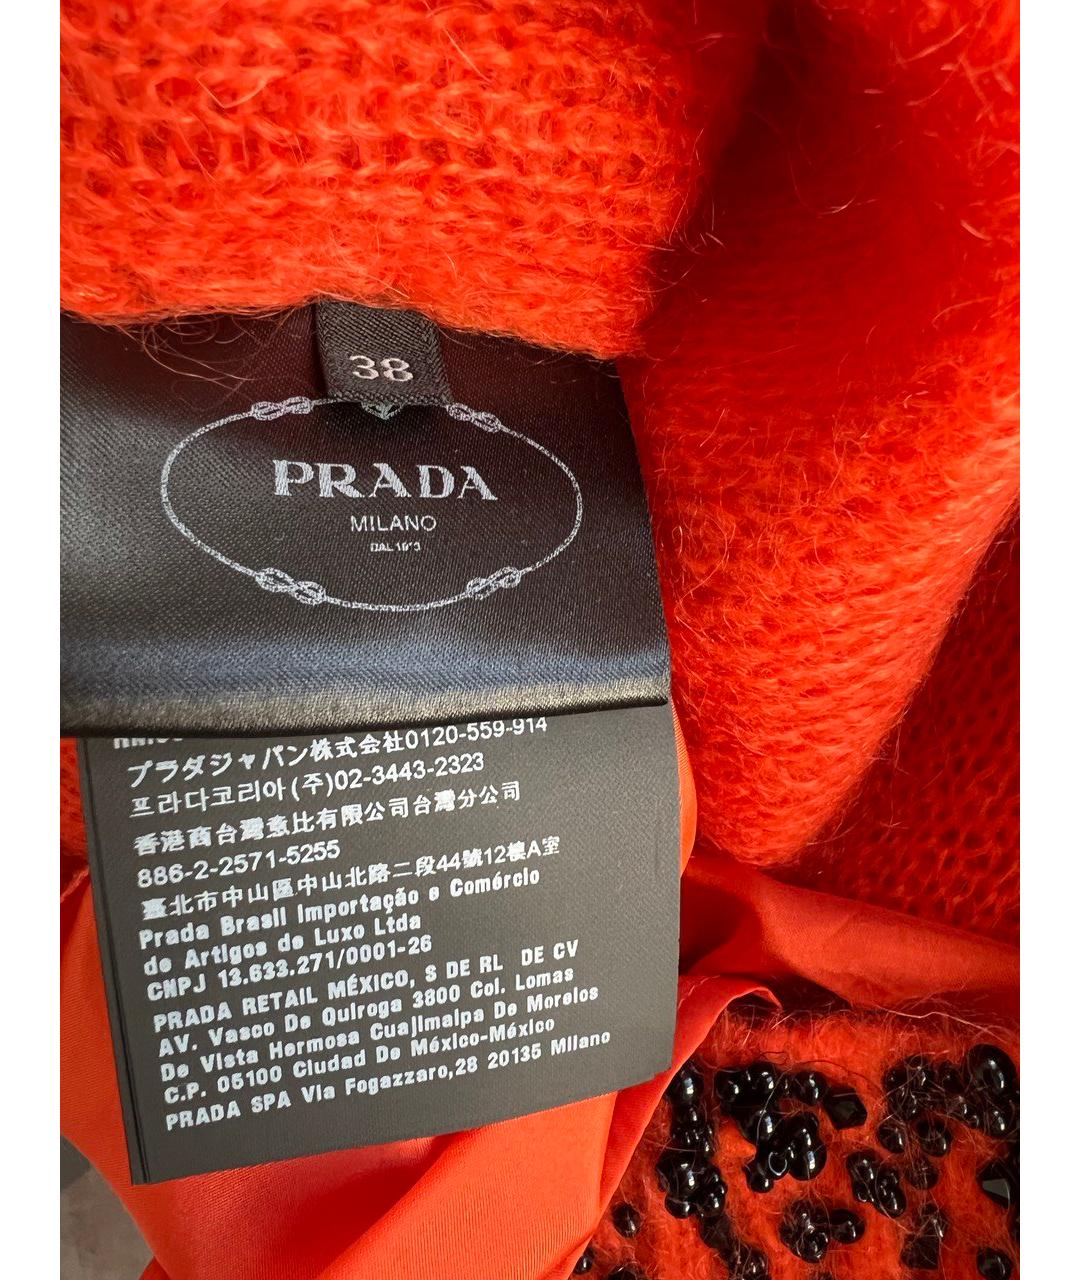 38
PRADA
MILANO
DAL 1913
プラダジャパン株式会社0120-559-914
프라다코리아(주)02-3443-2323
香港商台灣意比有限公司台灣分公司
886-2-2571-5255
臺北市中山區中山北路二段44號12樓A室
Prada Brasil Importação e Comércio
de Artigos de Luxo Ltda
CNPJ 13.633.271/0001-26
PRADA RETAIL MÉXICO, S DE RL DE CV
AV. Vasco De Quiroga 3800 Col. Lomas
De Vista Hermosa Cuajimalpa De Morelos
C.P. 05100 Ciudad De México-México
PRADA SPA Via Fogazzaro,28 20135 Milano